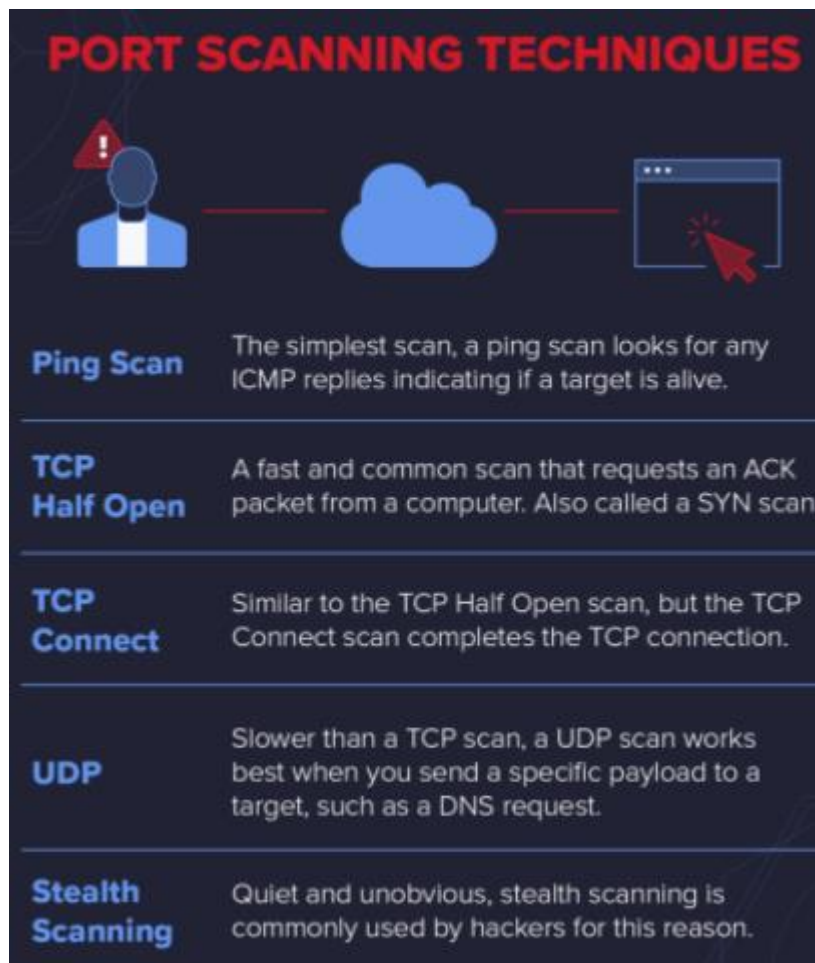 PORT SCANNING TECHNIQUES
!
Ping Scan
The simplest scan, a ping scan looks for any
ICMP replies indicating if a target is alive.
TCP
Half Open
A fast and common scan that requests an ACK
packet from a computer. Also called a SYN scan
TCP
Connect
Similar to the TCP Half Open scan, but the TCP
Connect scan completes the TCP connection.
UDP
Slower than a TCP scan, a UDP scan works
best when you send a specific payload to a
target, such as a DNS request.
Stealth
Scanning
Quiet and unobvious, stealth scanning is
commonly used by hackers for this reason.